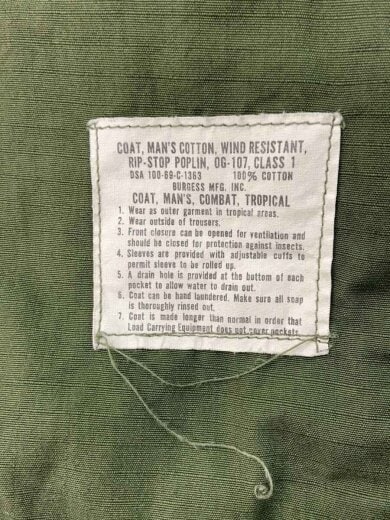 COAT, MAN'S COTTON, WIND RESISTANT,
RIP-STOP POPLIN, OG-107, CLASS 1
DSA 100-69-C-1363 100% COTTON
BURGESS MFG. INC.
COAT, MAN'S, COMBAT, TROPICAL
1. Wear as outer garment in tropical areas.
2. Wear outside of trousers.
3. Front closure can be opened for ventilation and
should be closed for protection against insects.
4. Sleeves are provided with adjustable cuffs to
permit sleeve to be rolled up.
5. A drain hole is provided at the bottom of each
pocket to allow water to drain out.
6. Coat can be hand laundered. Make sure all soap
is thoroughly rinsed out.
7. Coat is made longer than normal in order that
Load Carrying Equipment does not cover pockets.